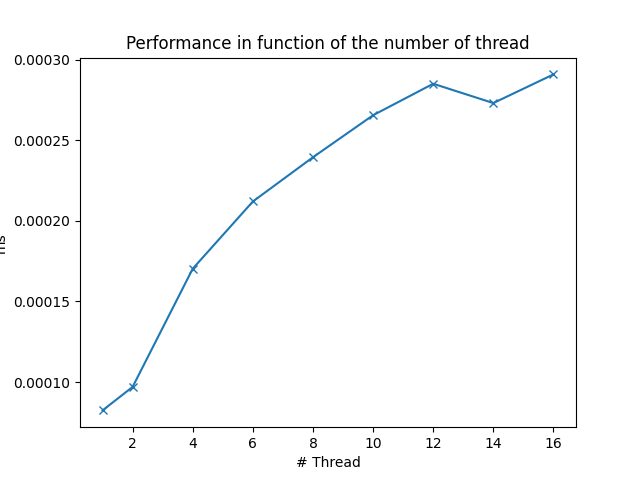 Performance in function of the number of thread
0.00030
0.00025
0.00020
0.00015
0.00010
ms
2 4 6 8 10 12 14 16
# Thread